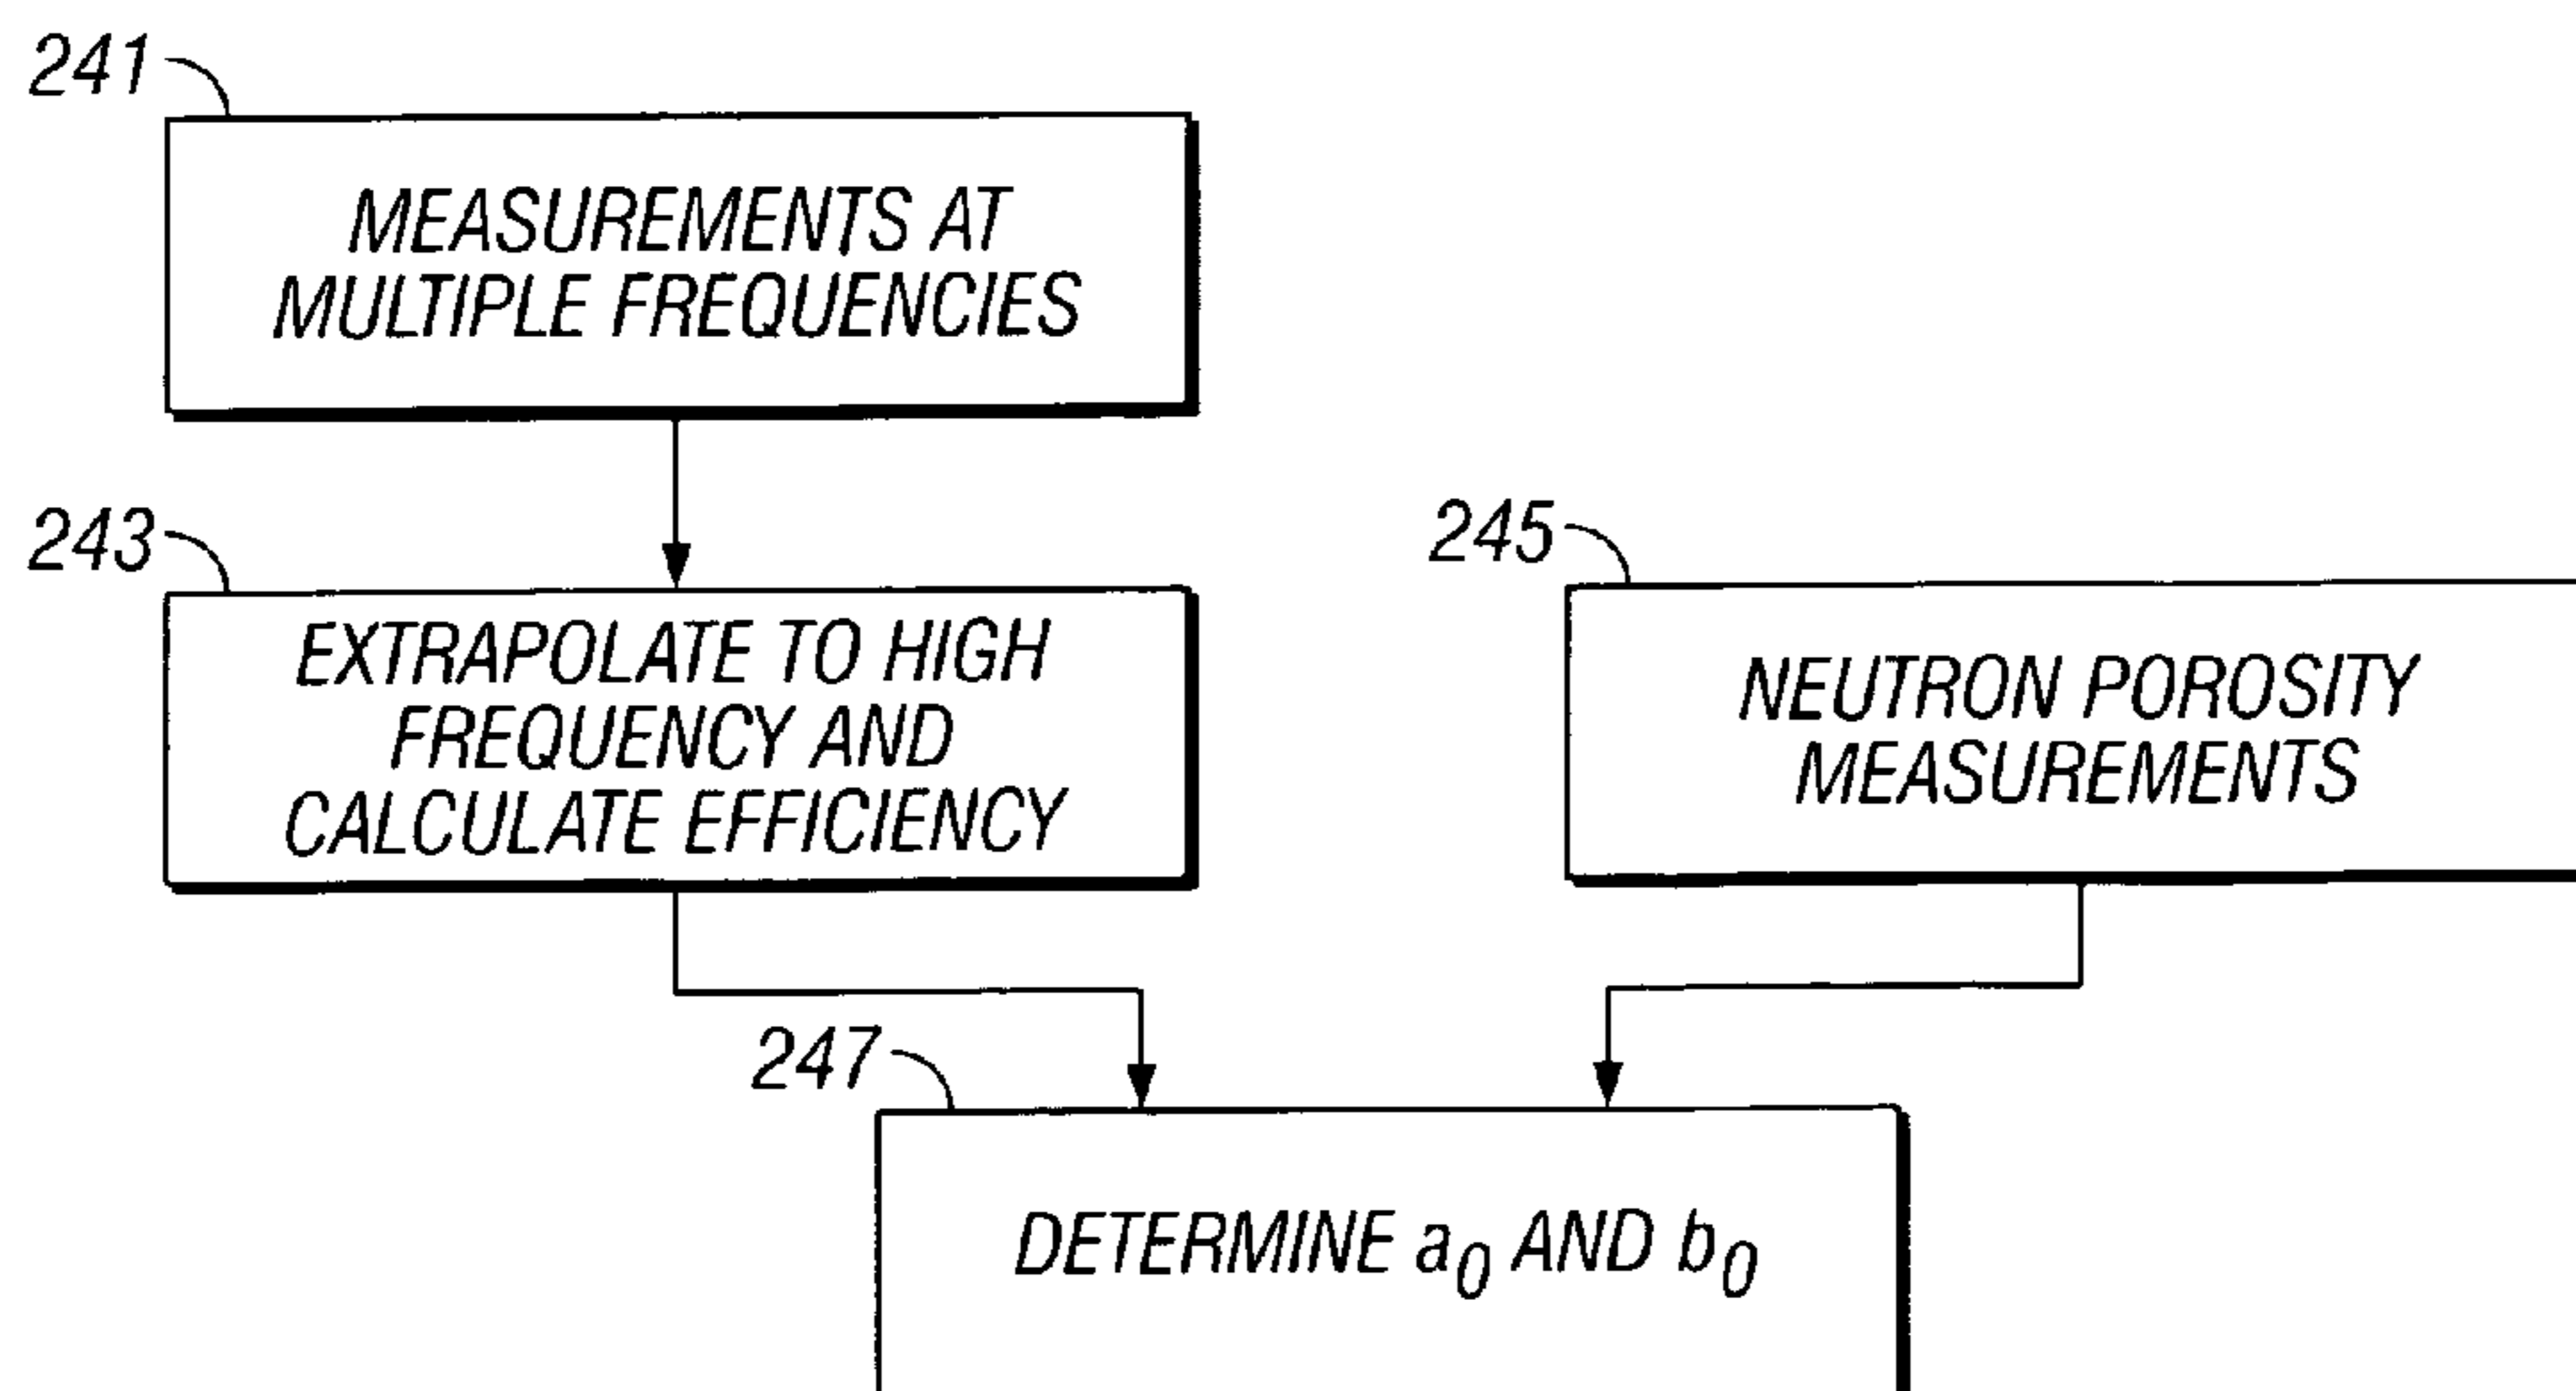 241
MEASUREMENTS AT
MULTIPLE FREQUENCIES
243
EXTRAPOLATE TO HIGH
FREQUENCY AND
CALCULATE EFFICIENCY
245
NEUTRON POROSITY
MEASUREMENTS
247
DETERMINE a₀ AND b₀